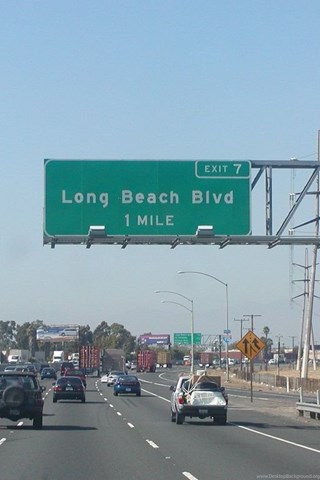 EXIT 7
Long Beach Blvd
1 MILE